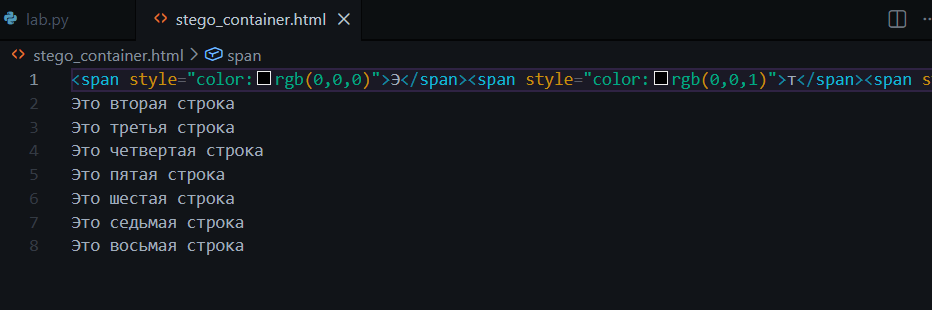 lab.py stego_container.html
stego_container.html > span
1 <span style="color:rgb(0,0,0)">Э</span><span style="color:rgb(0,0,1)">т</span><span s
2 Это вторая строка
3 Это третья строка
4 Это четвертая строка
5 Это пятая строка
6 Это шестая строка
7 Это седьмая строка
8 Это восьмая строка